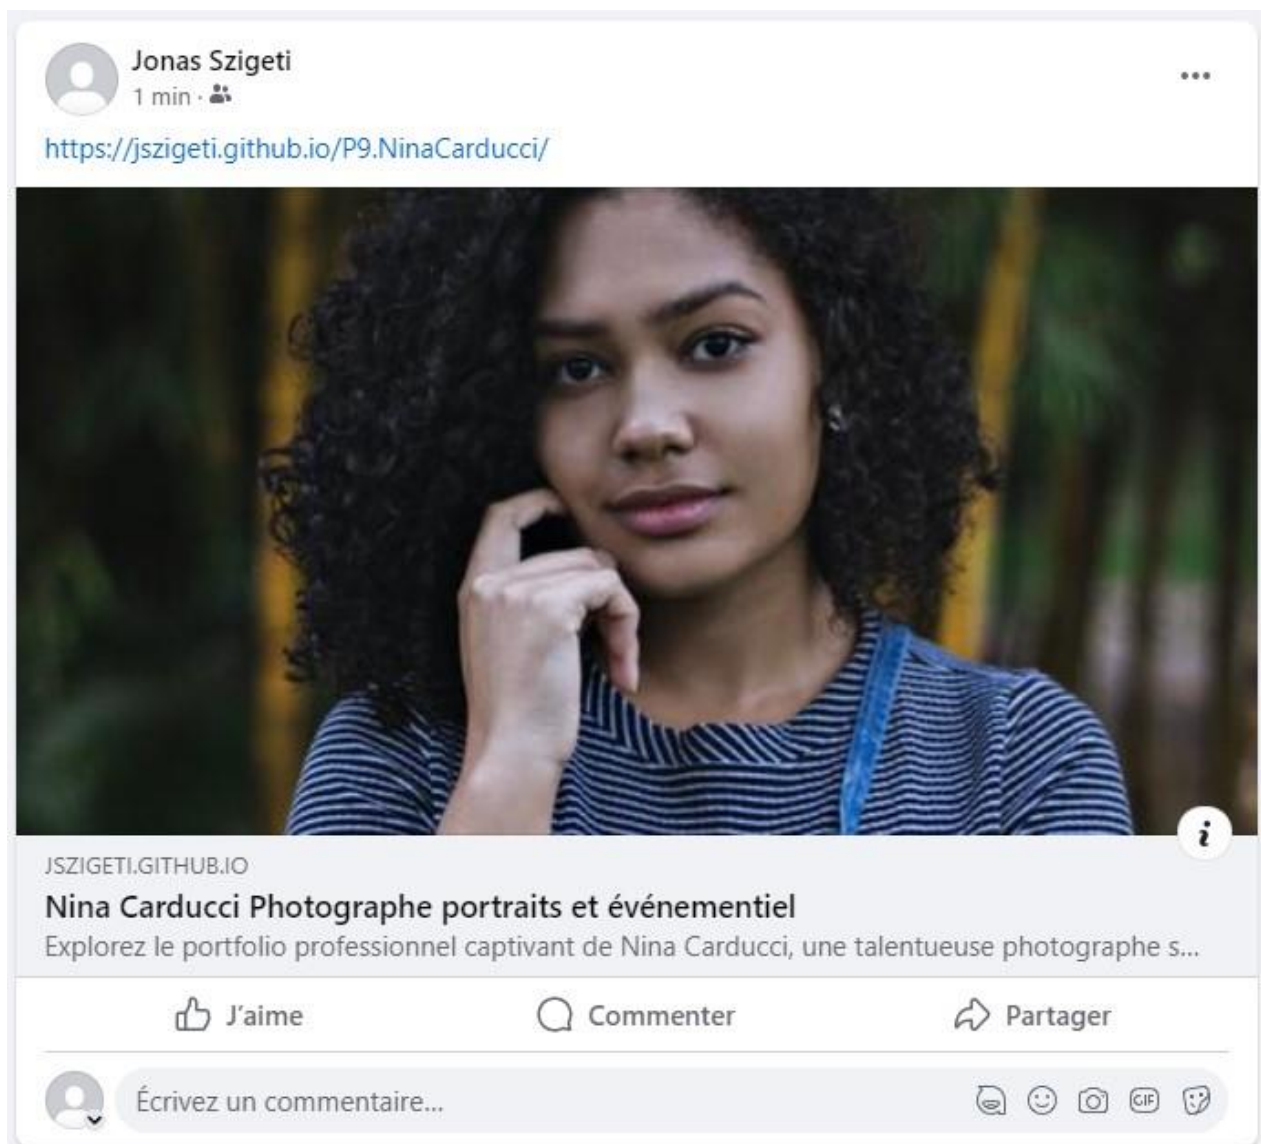 Jonas Szigeti
1 min ·
https://jszigeti.github.io/P9.NinaCarducci/
i
JSZIGETI.GITHUB.IO
Nina Carducci Photographe portraits et événementiel
Explorez le portfolio professionnel captivant de Nina Carducci, une talentueuse photographe s...
J'aime Commenter Partager
Écrivez un commentaire... GIF